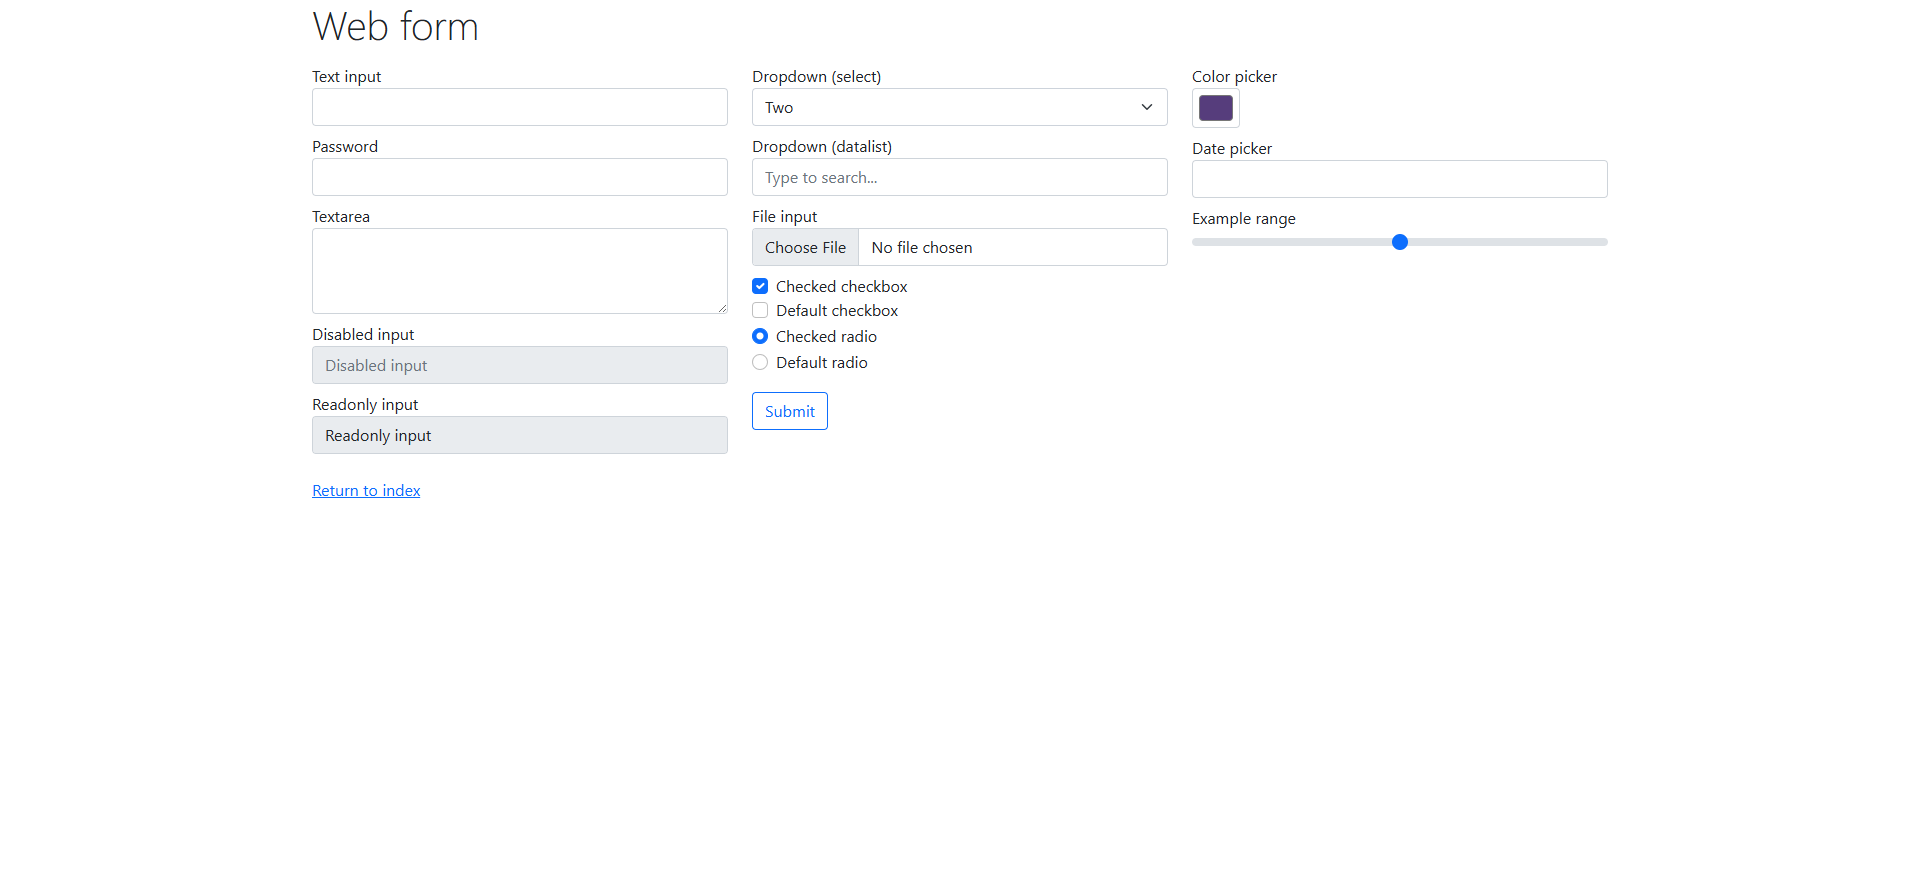 Web form
Text input
Password
Textarea
Disabled input
Disabled input
Readonly input
Readonly input
Return to index
Dropdown (select)
Two
Dropdown (datalist)
Type to search...
File input
Choose File No file chosen
Checked checkbox
Default checkbox
Checked radio
Default radio
Submit
Color picker
Date picker
Example range